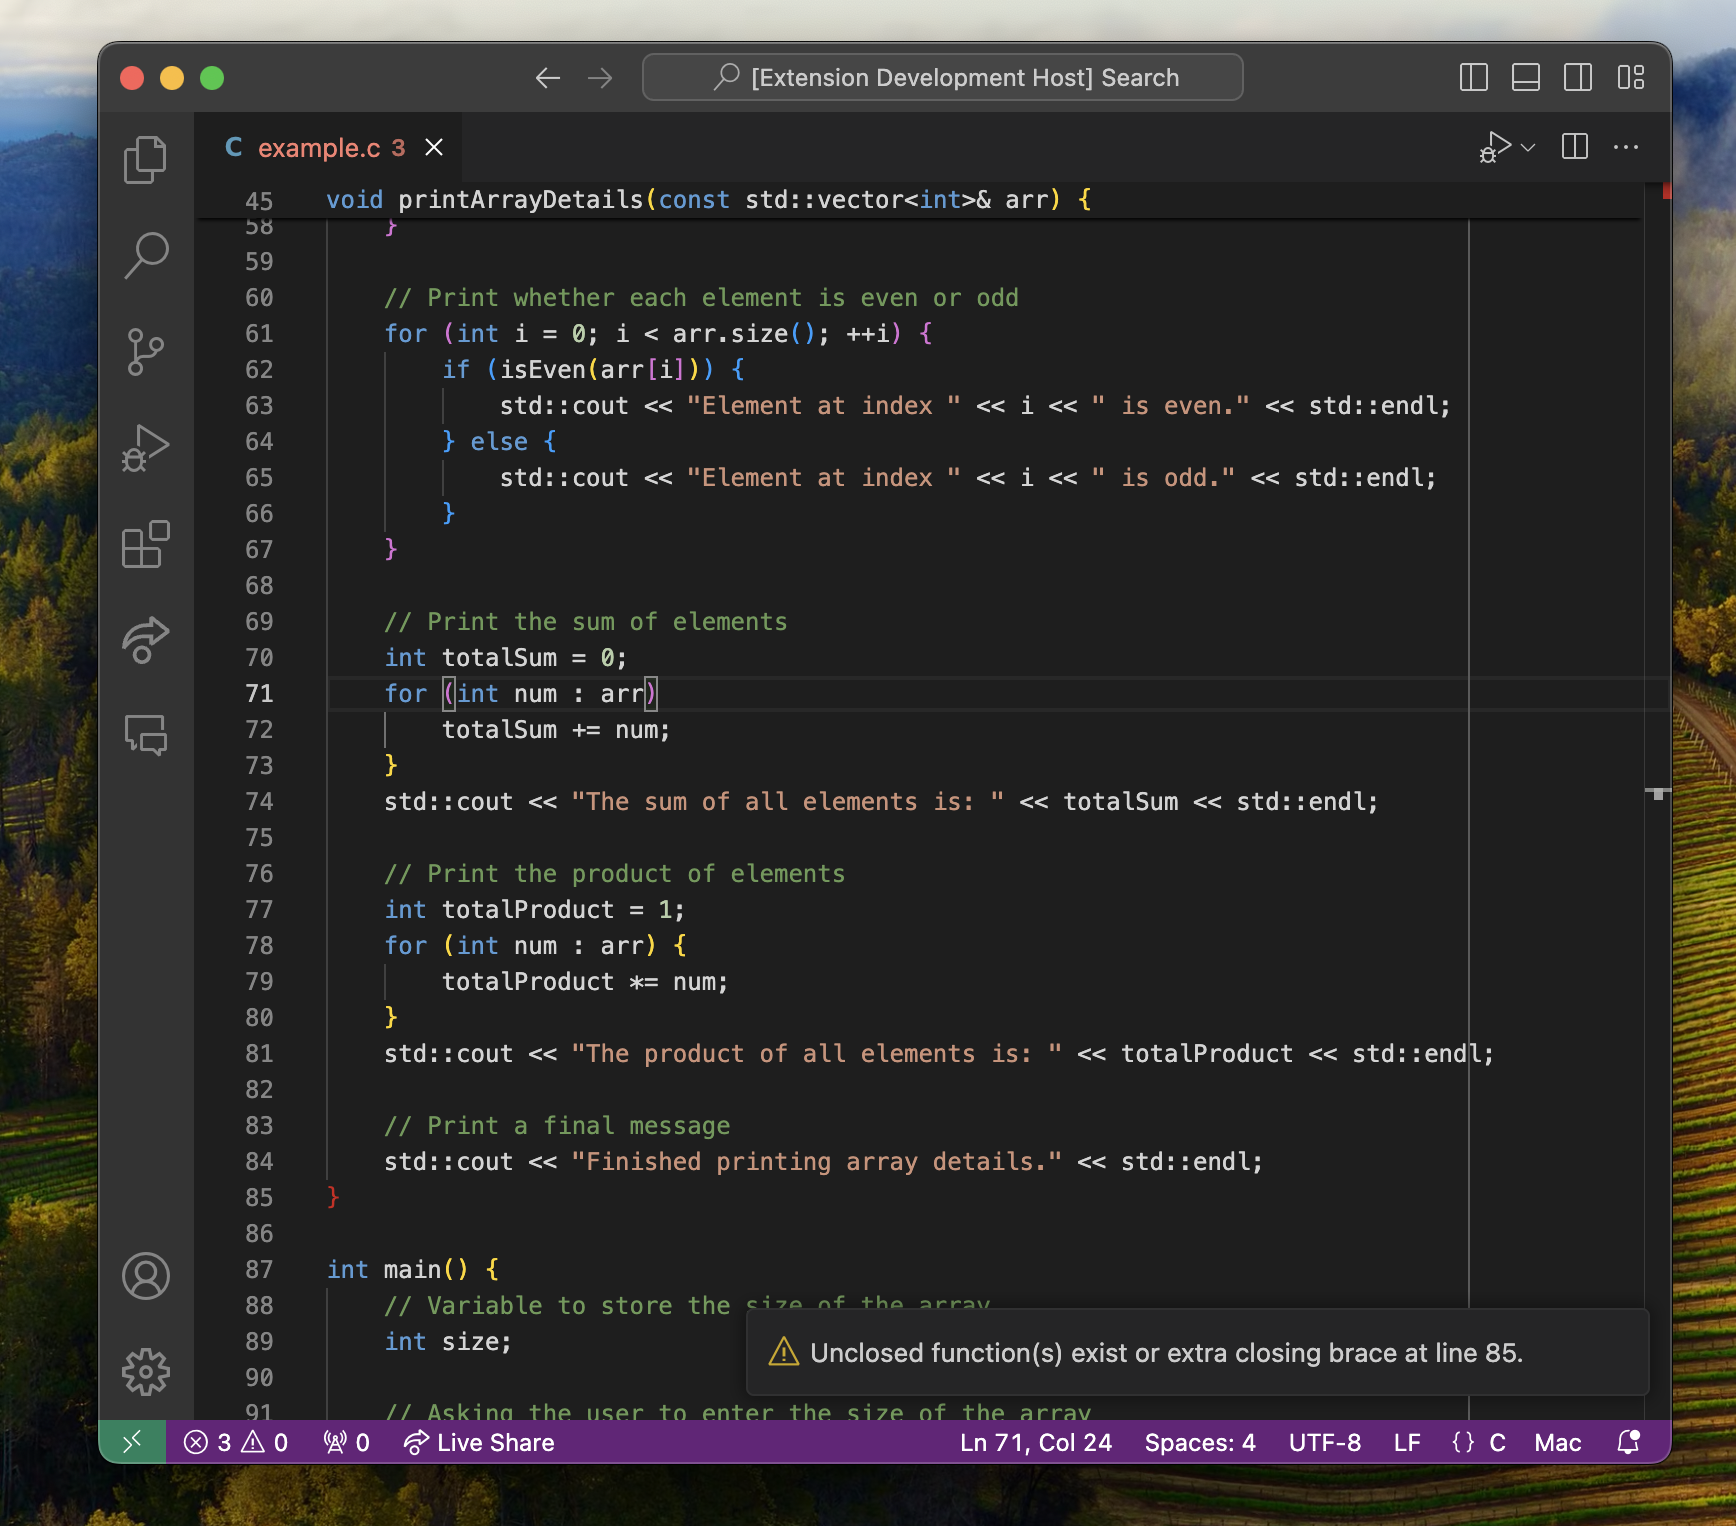 [Extension Development Host] Search
C example.c 3
45 void printArrayDetails(const std::vector<int>& arr) {
58 }
59
60 // Print whether each element is even or odd
61 for (int i = 0; i < arr.size(); ++i) {
62 if (isEven(arr[i])) {
63 std::cout << "Element at index " << i << " is even." << std::endl;
64 } else {
65 std::cout << "Element at index " << i << " is odd." << std::endl;
66 }
67 }
68
69 // Print the sum of elements
70 int totalSum = 0;
71 for (int num : arr)
72 totalSum += num;
73 }
74 std::cout << "The sum of all elements is: " << totalSum << std::endl;
75
76 // Print the product of elements
77 int totalProduct = 1;
78 for (int num : arr) {
79 totalProduct *= num;
80 }
81 std::cout << "The product of all elements is: " << totalProduct << std::endl;
82
83 // Print a final message
84 std::cout << "Finished printing array details." << std::endl;
85 }
86
87 int main() {
88 // Variable to store the size of the array
89 int size;
90
91 // Asking the user to enter the size of the array
Unclosed function(s) exist or extra closing brace at line 85.
3 0 0 Live Share Ln 71, Col 24 Spaces: 4 UTF-8 LF {} C Mac